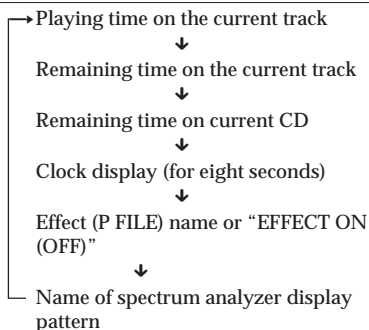 Playing time on the current track
Remaining time on the current track
Remaining time on current CD
Clock display (for eight seconds)
Effect (P FILE) name or “EFFECT ON
(OFF)”
Name of spectrum analyzer display
pattern